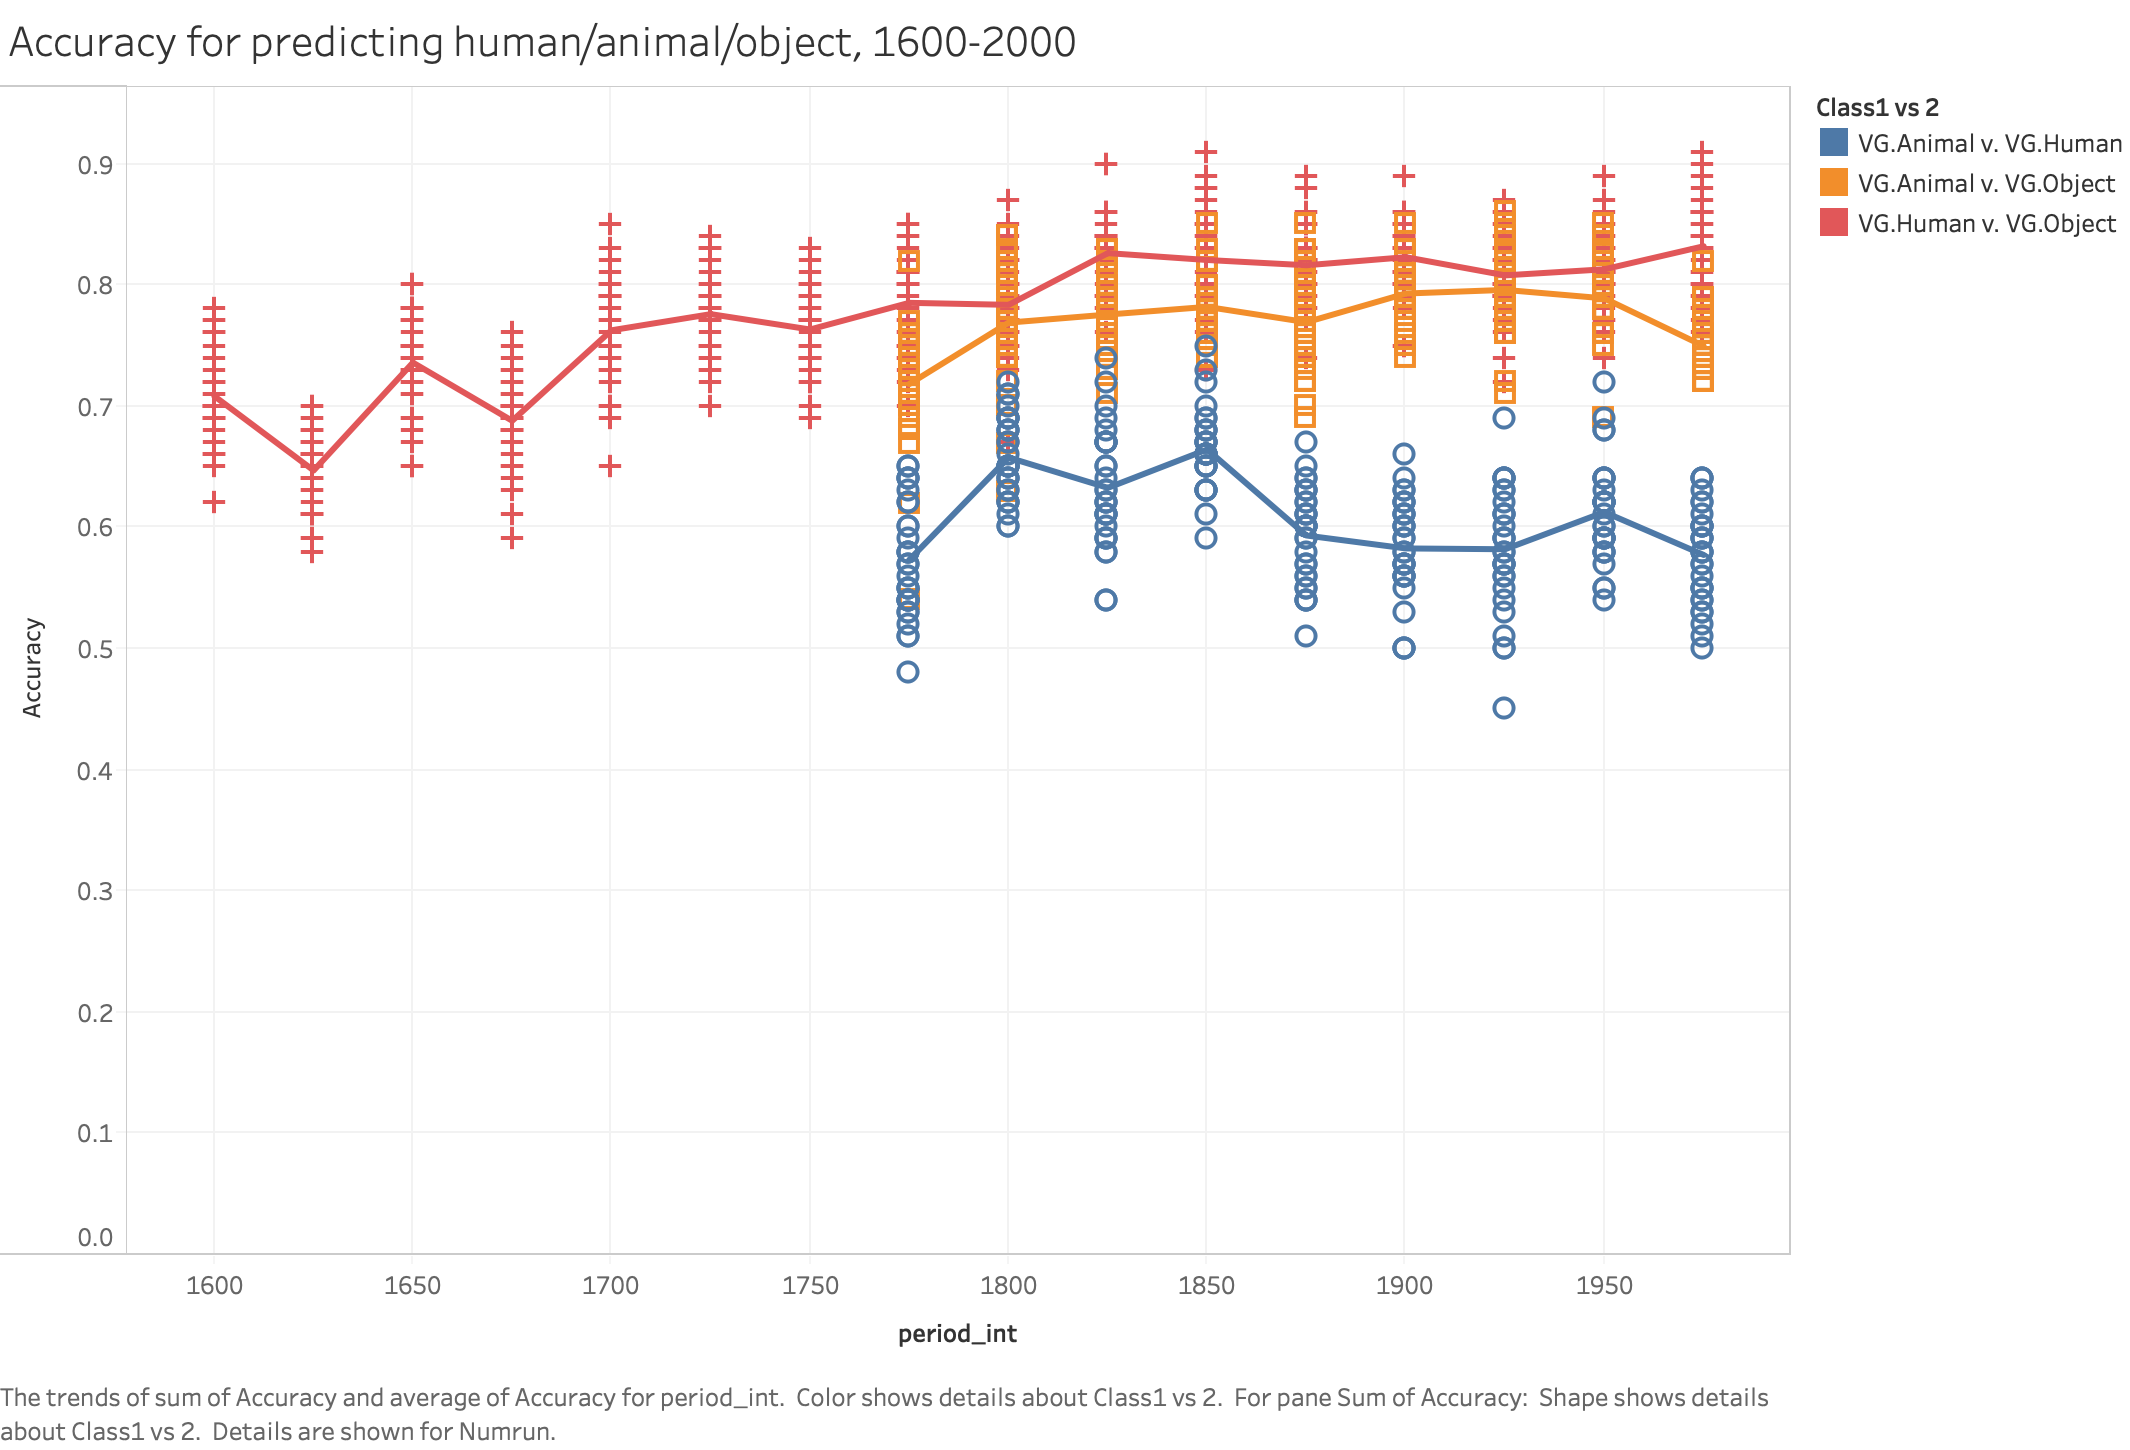 Accuracy for predicting human/animal/object, 1600-2000
Class1 vs 2
VG.Animal v. VG.Human
VG.Animal v. VG.Object
VG.Human v. VG.Object
0.9
0.8
0.7
0.6
0.5
0.4
0.3
0.2
0.1
0.0
Accuracy
1600 1650 1700 1750 1800 1850 1900 1950
period_int
The trends of sum of Accuracy and average of Accuracy for period_int. Color shows details about Class1 vs 2. For pane Sum of Accuracy: Shape shows details
about Class1 vs 2. Details are shown for Numrun.